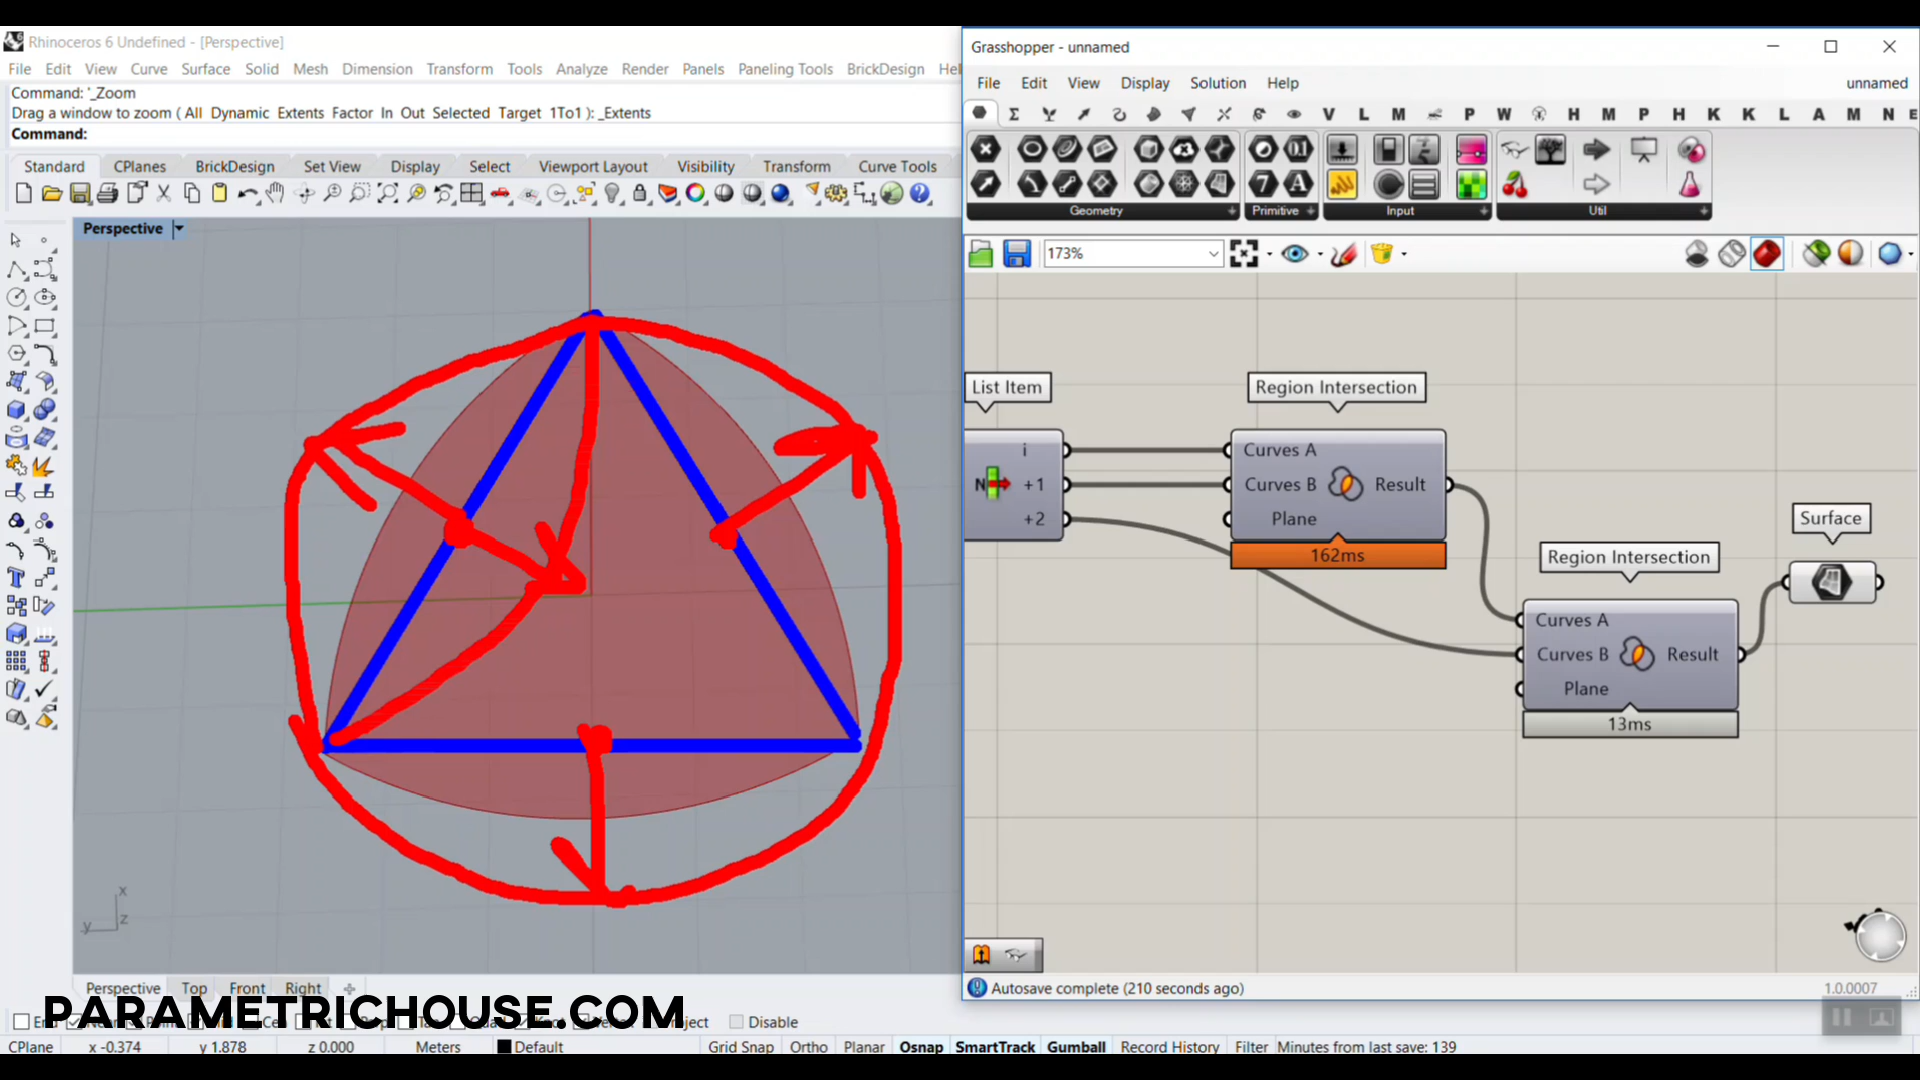 Rhinoceros 6 Undefined - [Perspective]
File Edit View Curve Surface Solid Mesh Dimension Transform Tools Analyze Render Panels Paneling Tools BrickDesign Hel
Command: '_Zoom
Drag a window to zoom ( All Dynamic Extents Factor In Out Selected Target 1To1 ): _Extents
Command:
Standard CPlanes BrickDesign Set View Display Select Viewport Layout Visibility Transform Curve Tools
Perspective
x
y
z
Perspective Top Front Right
PARAMETRICHOUSE.COM
Disable
CPlane x -0.374 y 1.878 z 0.000 Meters Default Grid Snap Ortho Planar Osnap SmartTrack Gumball Record History Filter Minutes from last save: 139
Grasshopper - unnamed
File Edit View Display Solution Help unnamed
V L M P W H M P H K K L A M N E
Geometry Primitive Input Util
173%
List Item
i
+1
+2
N
Region Intersection
Curves A
Curves B Result
Plane
162ms
Region Intersection
Curves A
Curves B Result
Plane
13ms
Surface
Autosave complete (210 seconds ago)
1.0.0007